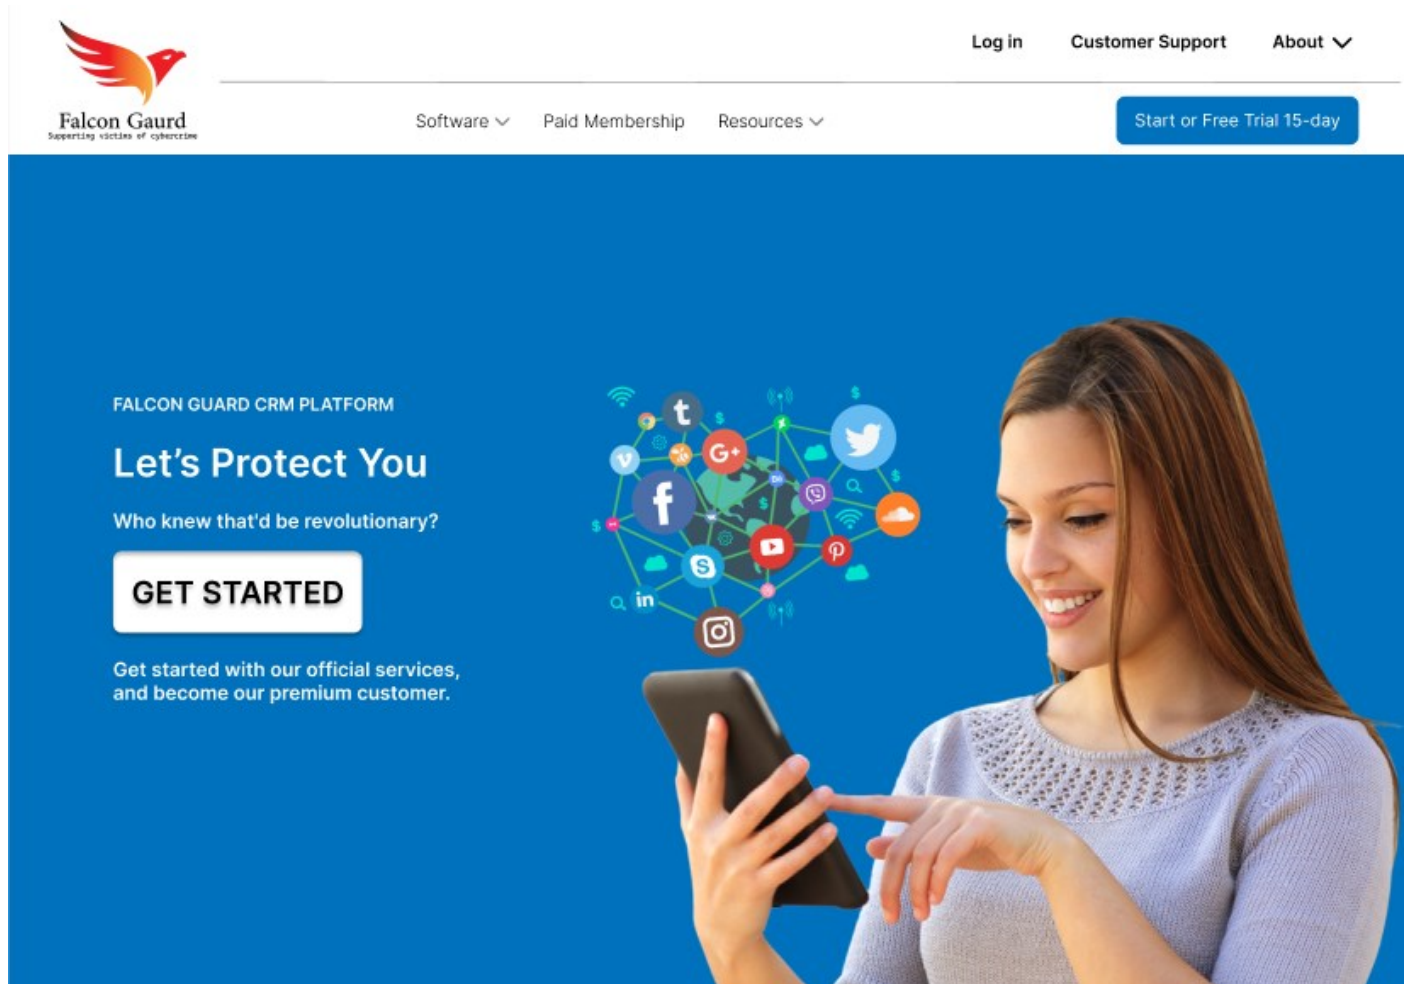 Log in
Customer Support
About
Falcon Gaurd
Supporting victims of cybercrime
Software
Paid Membership
Resources
Start or Free Trial 15-day
FALCON GUARD CRM PLATFORM
Let's Protect You
Who knew that'd be revolutionary?
GET STARTED
Get started with our official services,
and become our premium customer.
t
G+
f
S
in